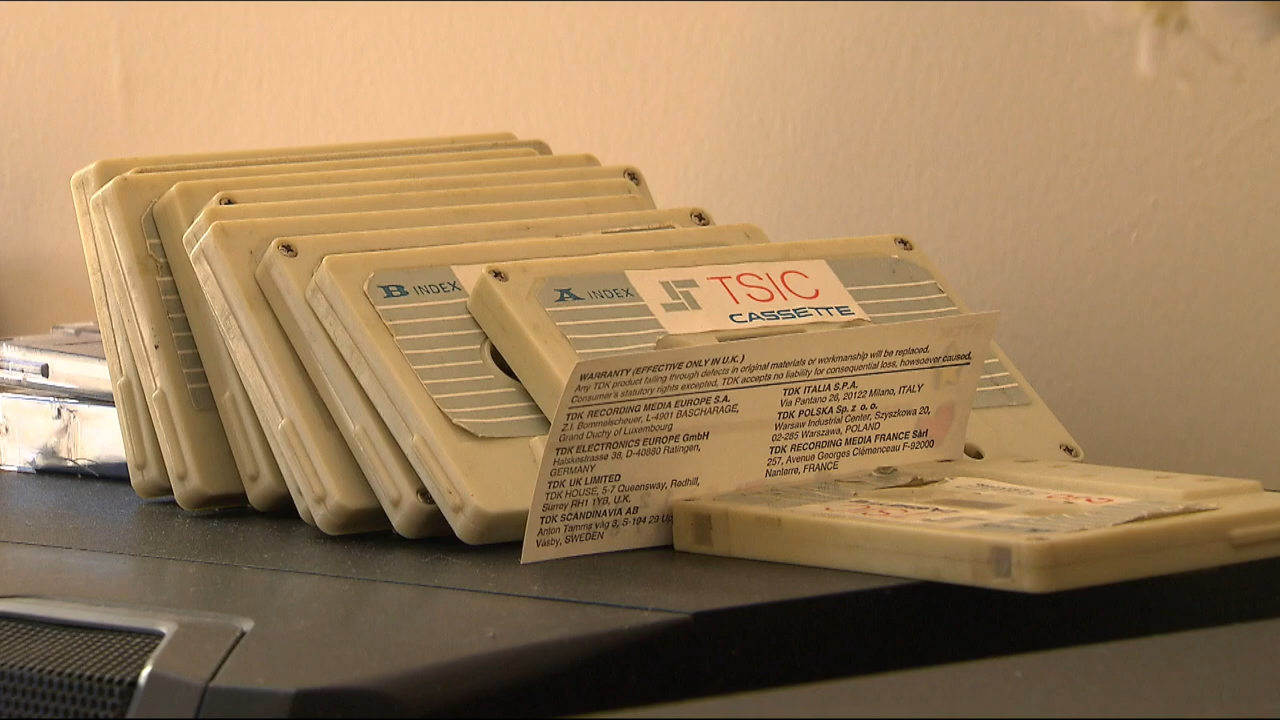 B INDEX
A INDEX
TSIC
CASSETTE
WARRANTY (EFFECTIVE ONLY IN U.K.)
Any TDK product failing through defects in original materials or workmanship will be replaced.
Consumer's statutory rights excepted, TDK accepts no liability for consequential loss, howsoever caused.
TDK RECORDING MEDIA EUROPE S.A.
Z.I. Bommelscheuer, L-4901 BASCHARAGE,
Grand Duchy of Luxembourg
TDK ELECTRONICS EUROPE GmbH
Halskestrasse 38, D-40880 Ratingen,
GERMANY
TDK UK LIMITED
TDK HOUSE, 5-7 Queensway, Redhill,
Surrey RH1 1YB, U.K.
TDK SCANDINAVIA AB
Anton Tamms väg 3, S-194 29
Väsby, SWEDEN
TDK ITALIA S.P.A.
Via Pantano 26, 20122 Milano, ITALY
TDK POLSKA Sp. z o. o.
Warsaw Industrial Center, Szyszkowa 20,
02-285 Warszawa, POLAND
TDK RECORDING MEDIA FRANCE Sàrl
257, Avenue Georges Clémenceau F-92000
Nanterre, FRANCE